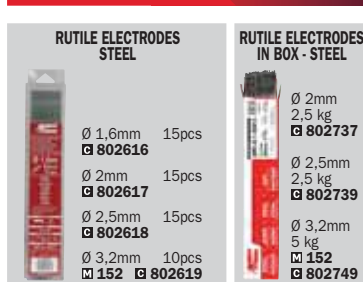 RUTILE ELECTRODES
STEEL
Ø 1,6mm 15pcs
C 802616
Ø 2mm 15pcs
C 802617
Ø 2,5mm 15pcs
C 802618
Ø 3,2mm 10pcs
M 152 C 802619
RUTILE ELECTRODES
IN BOX - STEEL
Ø 2mm
2,5 kg
C 802737
Ø 2,5mm
2,5 kg
C 802739
Ø 3,2mm
5 kg
M 152
C 802749